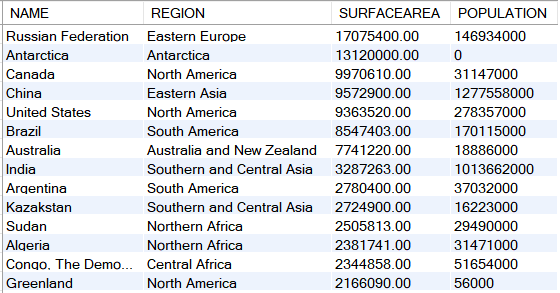 NAME REGION SURFACEAREA POPULATION
Russian Federation Eastern Europe 17075400.00 146934000
Antarctica Antarctica 13120000.00 0
Canada North America 9970610.00 31147000
China Eastern Asia 9572900.00 1277558000
United States North America 9363520.00 278357000
Brazil South America 8547403.00 170115000
Australia Australia and New Zealand 7741220.00 18886000
India Southern and Central Asia 3287263.00 1013662000
Argentina South America 2780400.00 37032000
Kazakstan Southern and Central Asia 2724900.00 16223000
Sudan Northern Africa 2505813.00 29490000
Algeria Northern Africa 2381741.00 31471000
Congo, The Demo... Central Africa 2344858.00 51654000
Greenland North America 2166090.00 56000